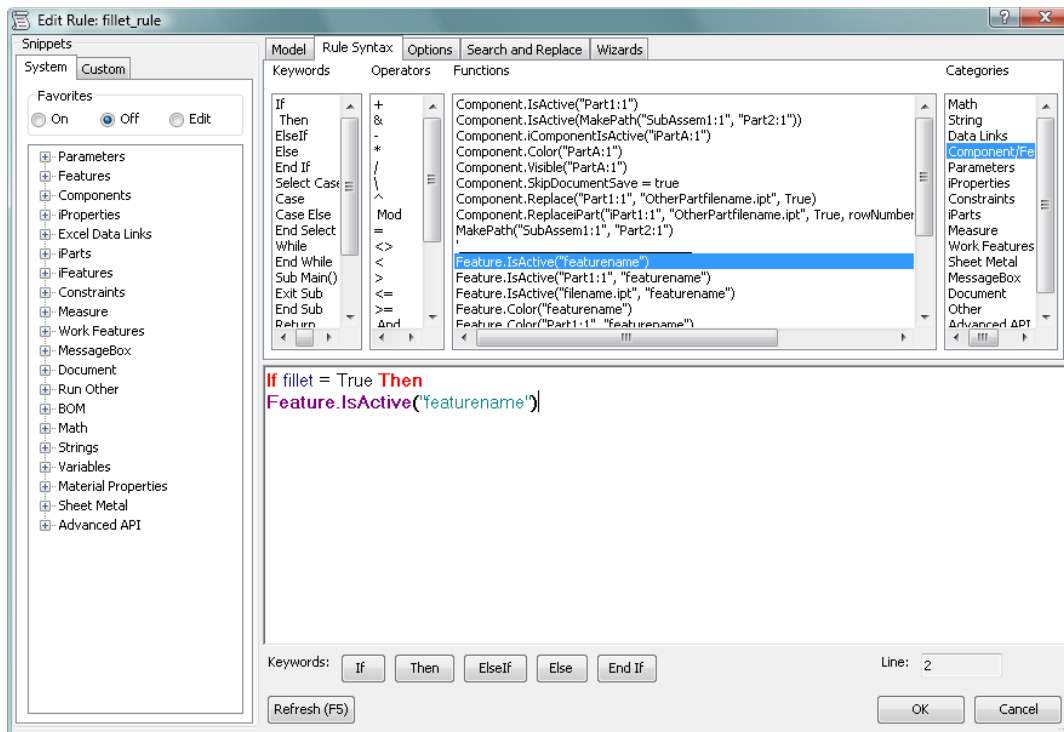 Edit Rule: fillet_rule
Snippets
System
Custom
Favorites
On
Off
Edit
Parameters
Features
Components
iProperties
Excel Data Links
iParts
iFeatures
Constraints
Measure
Work Features
MessageBox
Document
Run Other
BOM
Math
Strings
Variables
Material Properties
Sheet Metal
Advanced API
Model
Rule Syntax
Options
Search and Replace
Wizards
Keywords
If
Then
ElseIf
Else
End If
Select Case
Case
Case Else
End Select
While
End While
Sub Main()
Exit Sub
End Sub
Return
Operators
+
&
-
*
/
\
^
Mod
=
<>
<
>
<=
>=
And
Functions
Component.IsActive("Part1:1")
Component.IsActive(MakePath("SubAssem1:1", "Part2:1"))
Component.iComponentIsActive("iPartA:1")
Component.Color("PartA:1")
Component.Visible("PartA:1")
Component.SkipDocumentSave = true
Component.Replace("Part1:1", "OtherPartfilename.ipt", True)
Component.ReplaceiPart("iPart1:1", "OtherPartfilename.ipt", True, rowNumber
MakePath("SubAssem1:1", "Part2:1")
'____________________________________
Feature.IsActive("featurename")
Feature.IsActive("Part1:1", "featurename")
Feature.IsActive("filename.ipt", "featurename")
Feature.Color("featurename")
Feature.Color("Part1:1" "featurename")
Categories
Math
String
Data Links
Component/Fe
Parameters
iProperties
Constraints
iParts
Measure
Work Features
Sheet Metal
MessageBox
Document
Other
Advanced API
If fillet = True Then
Feature.IsActive("featurename")
Keywords:
If
Then
ElseIf
Else
End If
Line:
2
Refresh (F5)
OK
Cancel